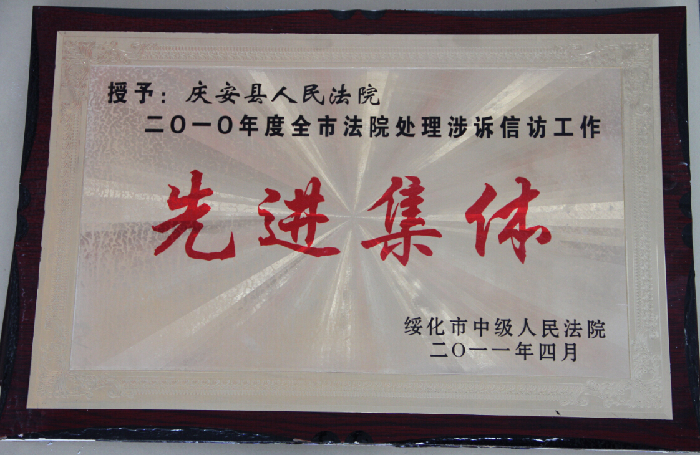 授予：庆安县人民法院
二〇一〇年度全市法院处理涉诉信访工作
先进集体
绥化市中级人民法院
二〇一一年四月